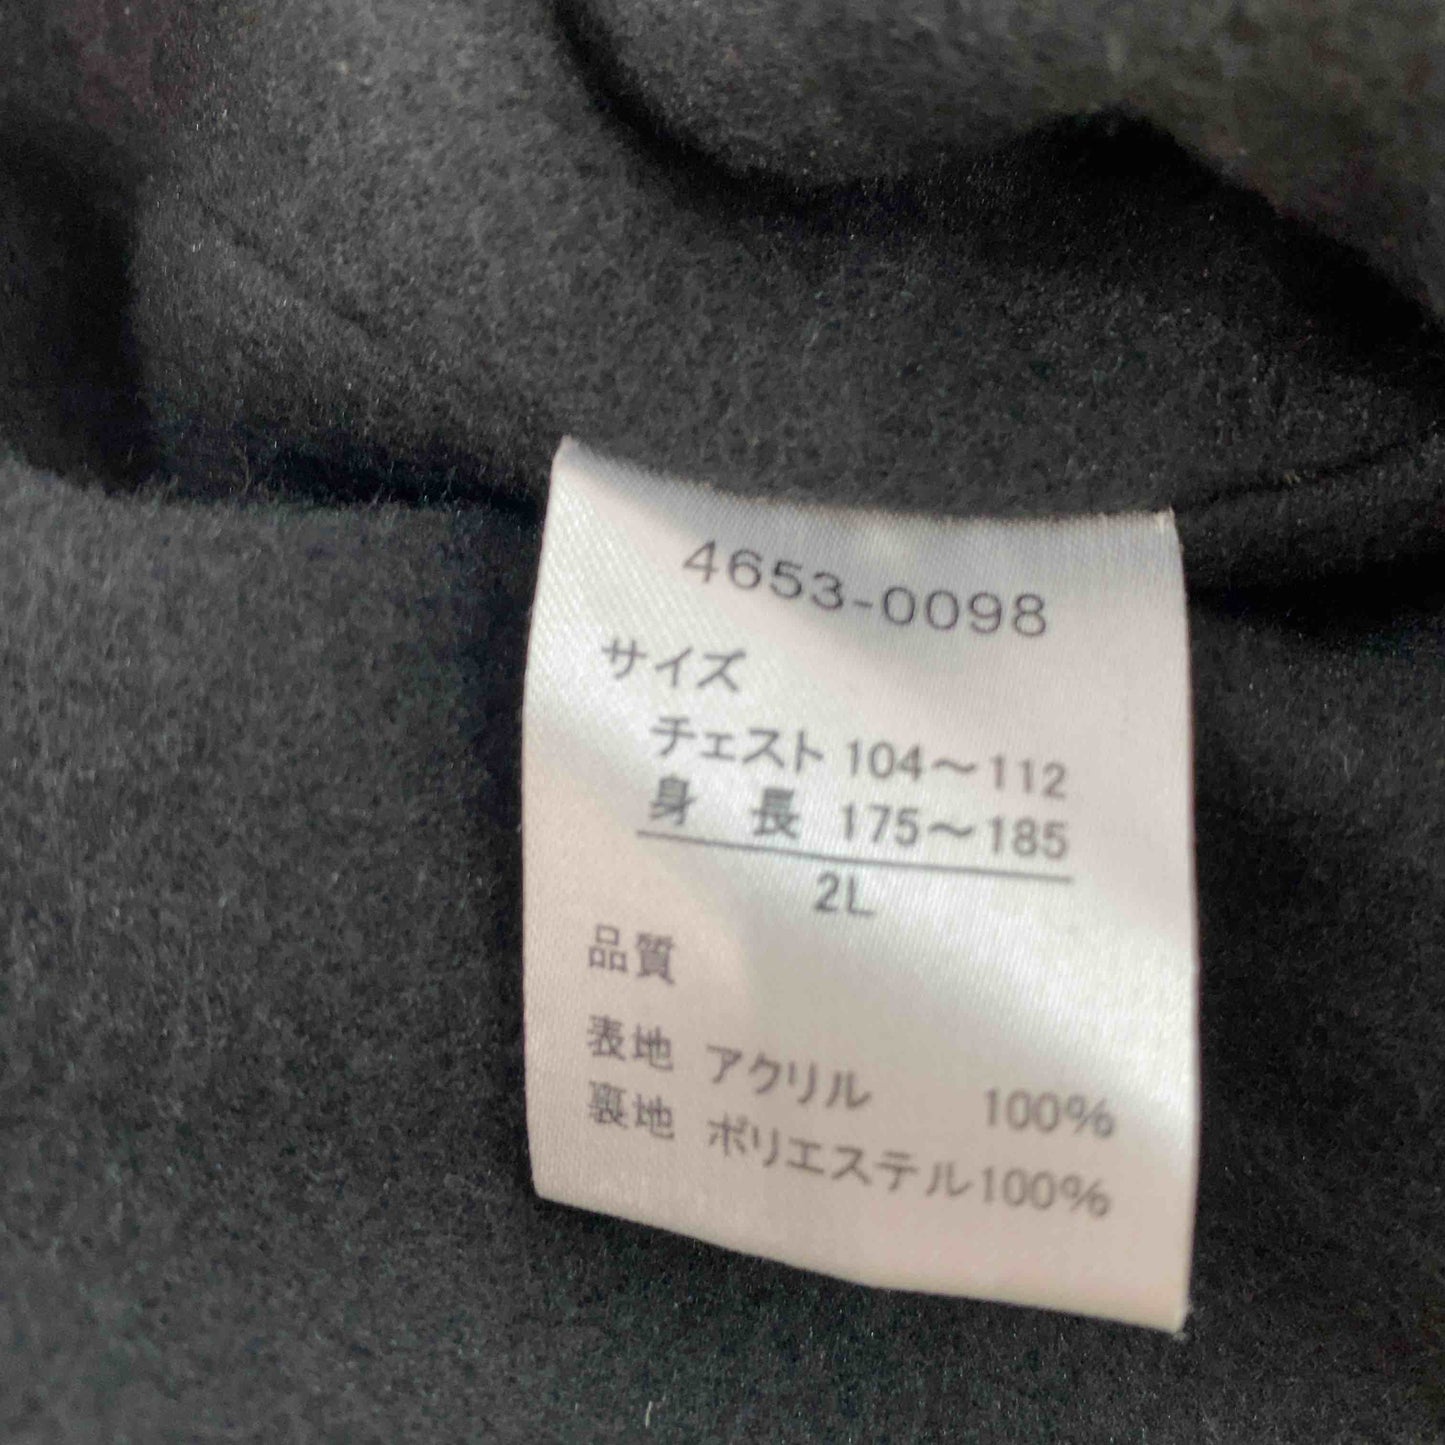 4653-0098
サイズ
チェスト 104～112
身 長 175～185
2L
品質
表地 アクリル 100%
裏地 ポリエステル100%